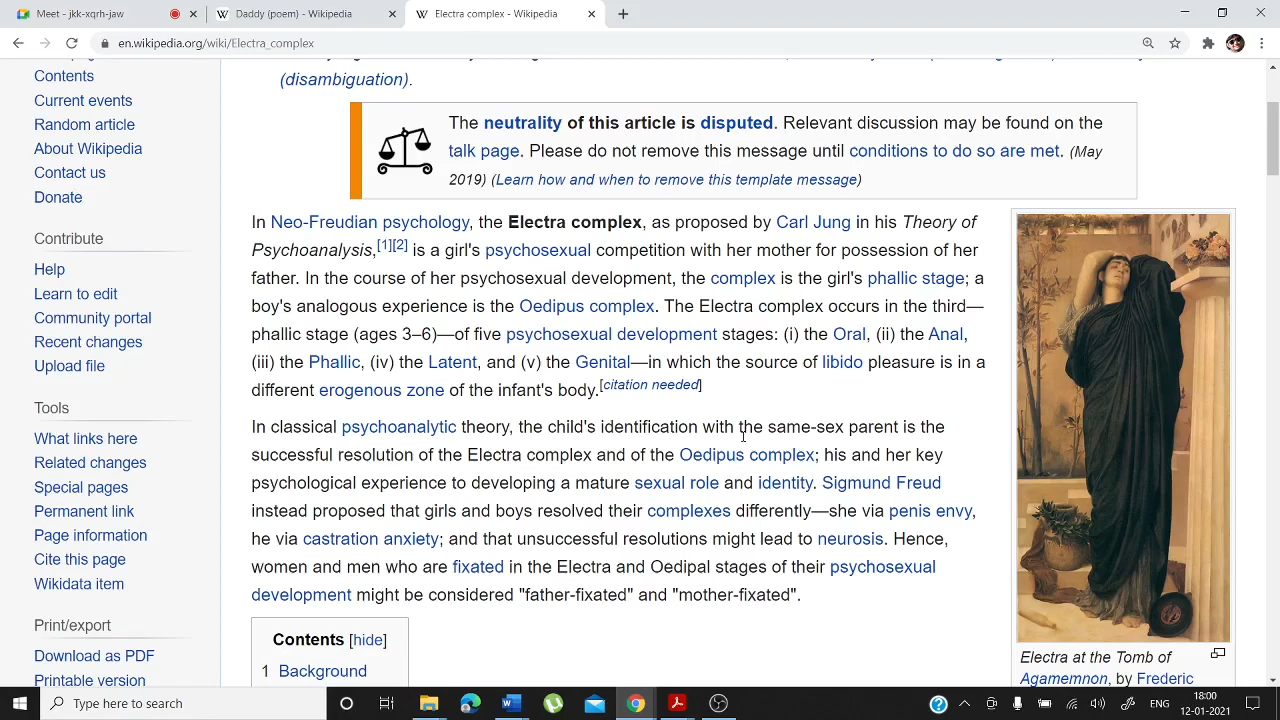 Meet - jkk-xqrh-jaw
Daddy (poem) - Wikipedia
Electra complex - Wikipedia
en.wikipedia.org/wiki/Electra_complex
Contents
Current events
Random article
About Wikipedia
Contact us
Donate
Contribute
Help
Learn to edit
Community portal
Recent changes
Upload file
Tools
What links here
Related changes
Special pages
Permanent link
Page information
Cite this page
Wikidata item
Print/export
Download as PDF
Printable version
(disambiguation).
The neutrality of this article is disputed. Relevant discussion may be found on the
talk page. Please do not remove this message until conditions to do so are met. (May
2019) (Learn how and when to remove this template message)
In Neo-Freudian psychology, the Electra complex, as proposed by Carl Jung in his Theory of
Psychoanalysis,[1][2] is a girl's psychosexual competition with her mother for possession of her
father. In the course of her psychosexual development, the complex is the girl's phallic stage; a
boy's analogous experience is the Oedipus complex. The Electra complex occurs in the third—
phallic stage (ages 3–6)—of five psychosexual development stages: (i) the Oral, (ii) the Anal,
(iii) the Phallic, (iv) the Latent, and (v) the Genital—in which the source of libido pleasure is in a
different erogenous zone of the infant's body.[citation needed]
In classical psychoanalytic theory, the child's identification with the same-sex parent is the
successful resolution of the Electra complex and of the Oedipus complex; his and her key
psychological experience to developing a mature sexual role and identity. Sigmund Freud
instead proposed that girls and boys resolved their complexes differently—she via penis envy,
he via castration anxiety; and that unsuccessful resolutions might lead to neurosis. Hence,
women and men who are fixated in the Electra and Oedipal stages of their psychosexual
development might be considered "father-fixated" and "mother-fixated".
Contents [hide]
1 Background
Electra at the Tomb of
Agamemnon, by Frederic
Type here to search
ENG
18:00
12-01-2021